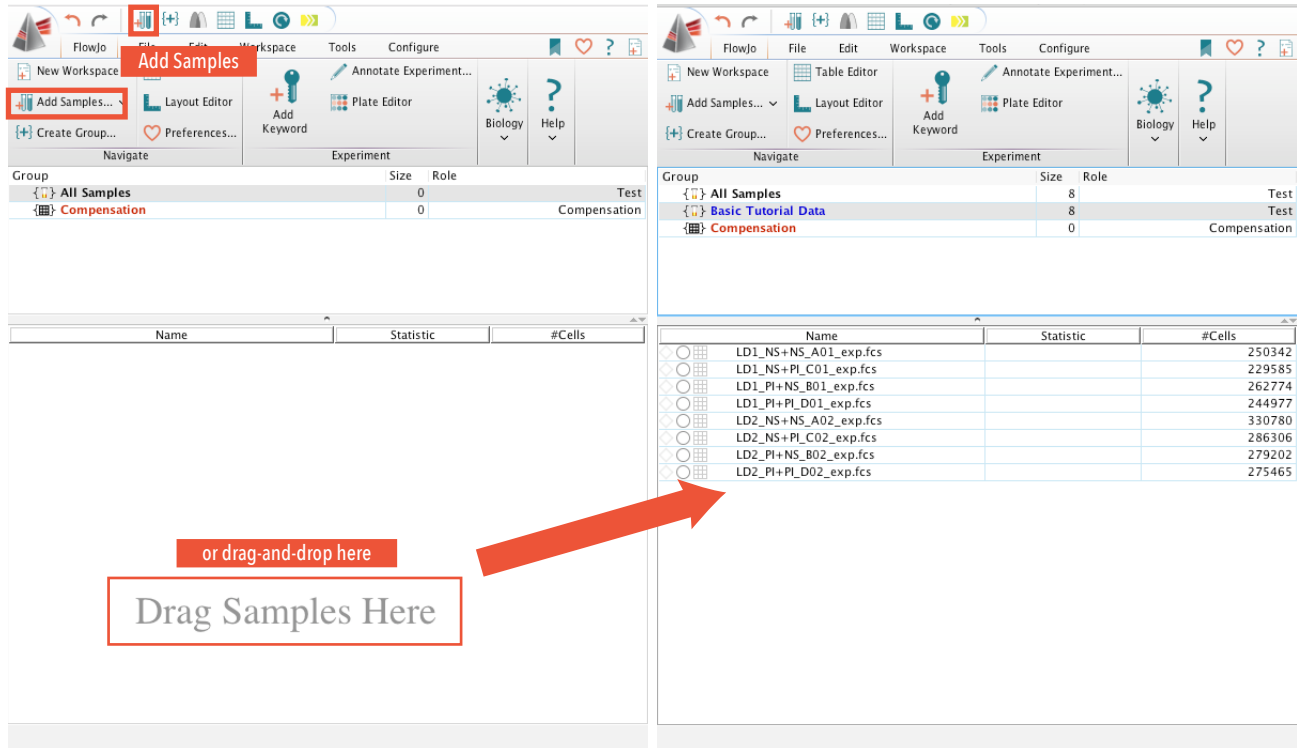 FlowJo File Edit Workspace Tools Configure
Add Samples
New Workspace
Annotate Experiment...
Add Samples...
Layout Editor
Add
Keyword
Plate Editor
Biology
Help
{+} Create Group...
Preferences...
Navigate
Experiment
Group Size Role
All Samples 0 Test
Compensation 0 Compensation
Name Statistic #Cells
or drag-and-drop here
Drag Samples Here
FlowJo File Edit Workspace Tools Configure
New Workspace
Table Editor
Annotate Experiment...
Add Samples...
Layout Editor
Add
Keyword
Plate Editor
Biology
Help
{+} Create Group...
Preferences...
Navigate
Experiment
Group Size Role
All Samples 8 Test
Basic Tutorial Data 8 Test
Compensation 0 Compensation
Name Statistic #Cells
LD1_NS+NS_A01_exp.fcs 250342
LD1_NS+PI_C01_exp.fcs 229585
LD1_PI+NS_B01_exp.fcs 262774
LD1_PI+PI_D01_exp.fcs 244977
LD2_NS+NS_A02_exp.fcs 330780
LD2_NS+PI_C02_exp.fcs 286306
LD2_PI+NS_B02_exp.fcs 279202
LD2_PI+PI_D02_exp.fcs 275465